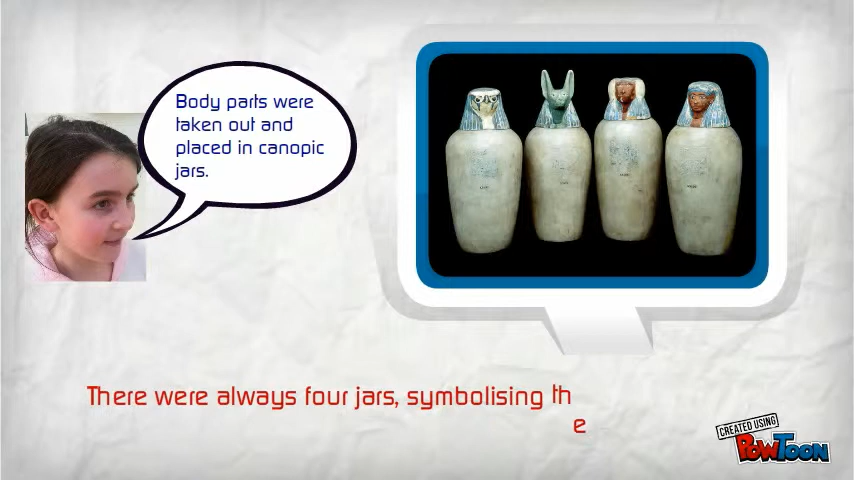 Body parts were
taken out and
placed in canopic
jars.
There were always four jars, symbolising the
CREATED USING
POWTOON